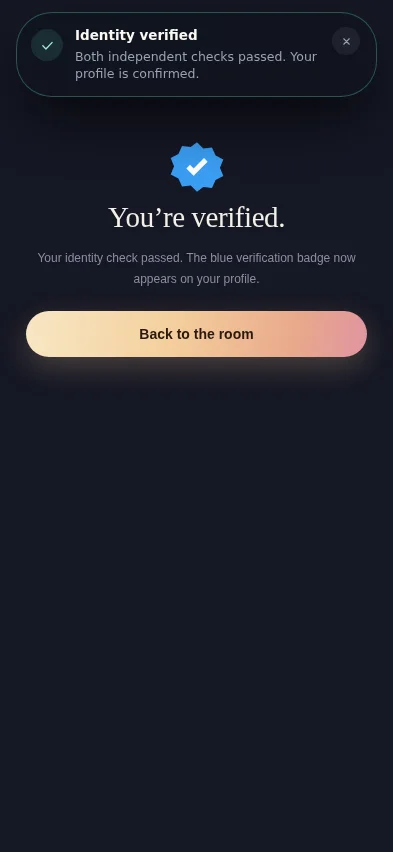 Identity verified
Both independent checks passed. Your
profile is confirmed.
You’re verified.
Your identity check passed. The blue verification badge now
appears on your profile.
Back to the room